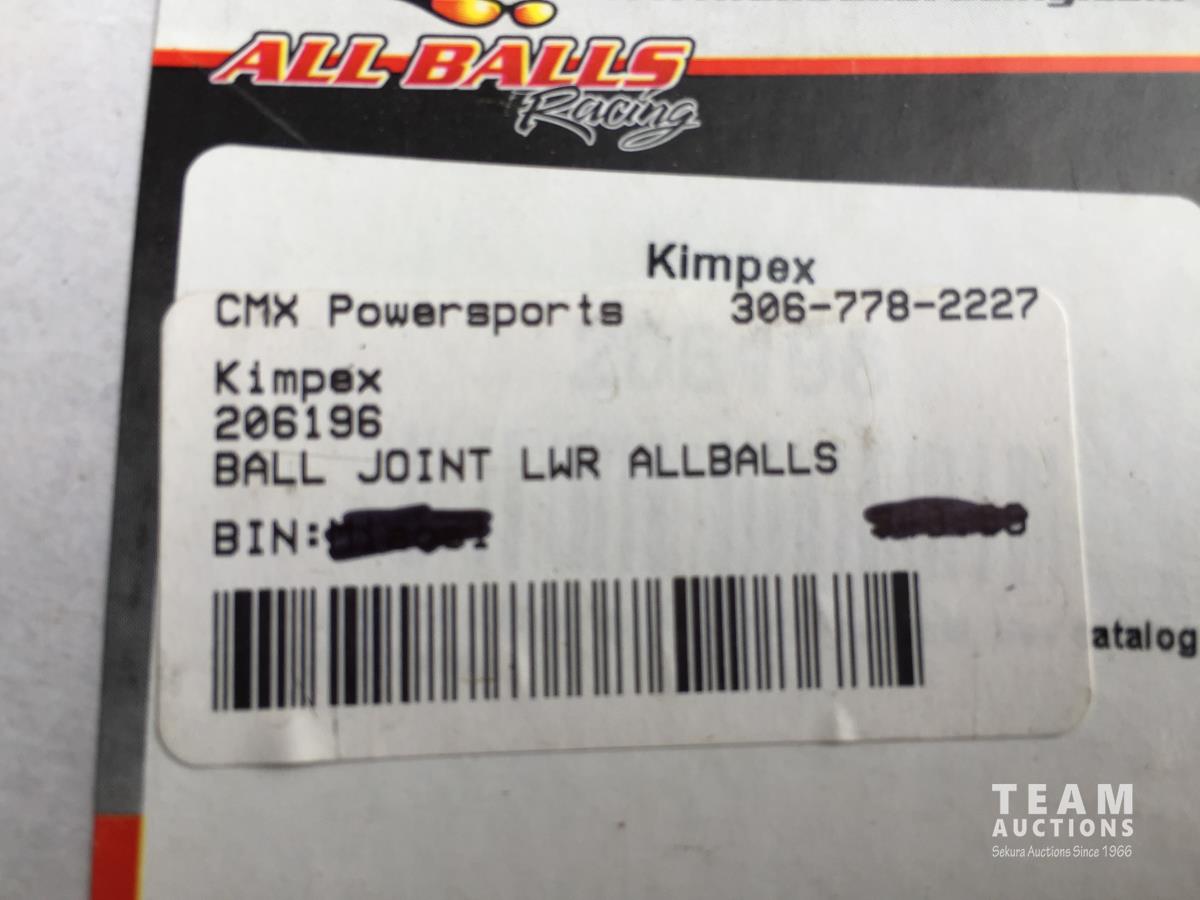 ALL BALLS
Racing
Kimpex
CMX Powersports 306-778-2227
Kimpex
206196
BALL JOINT LWR ALLBALLS
BIN:
atalog
TEAM
AUCTIONS
Sekura Auctions Since 1966